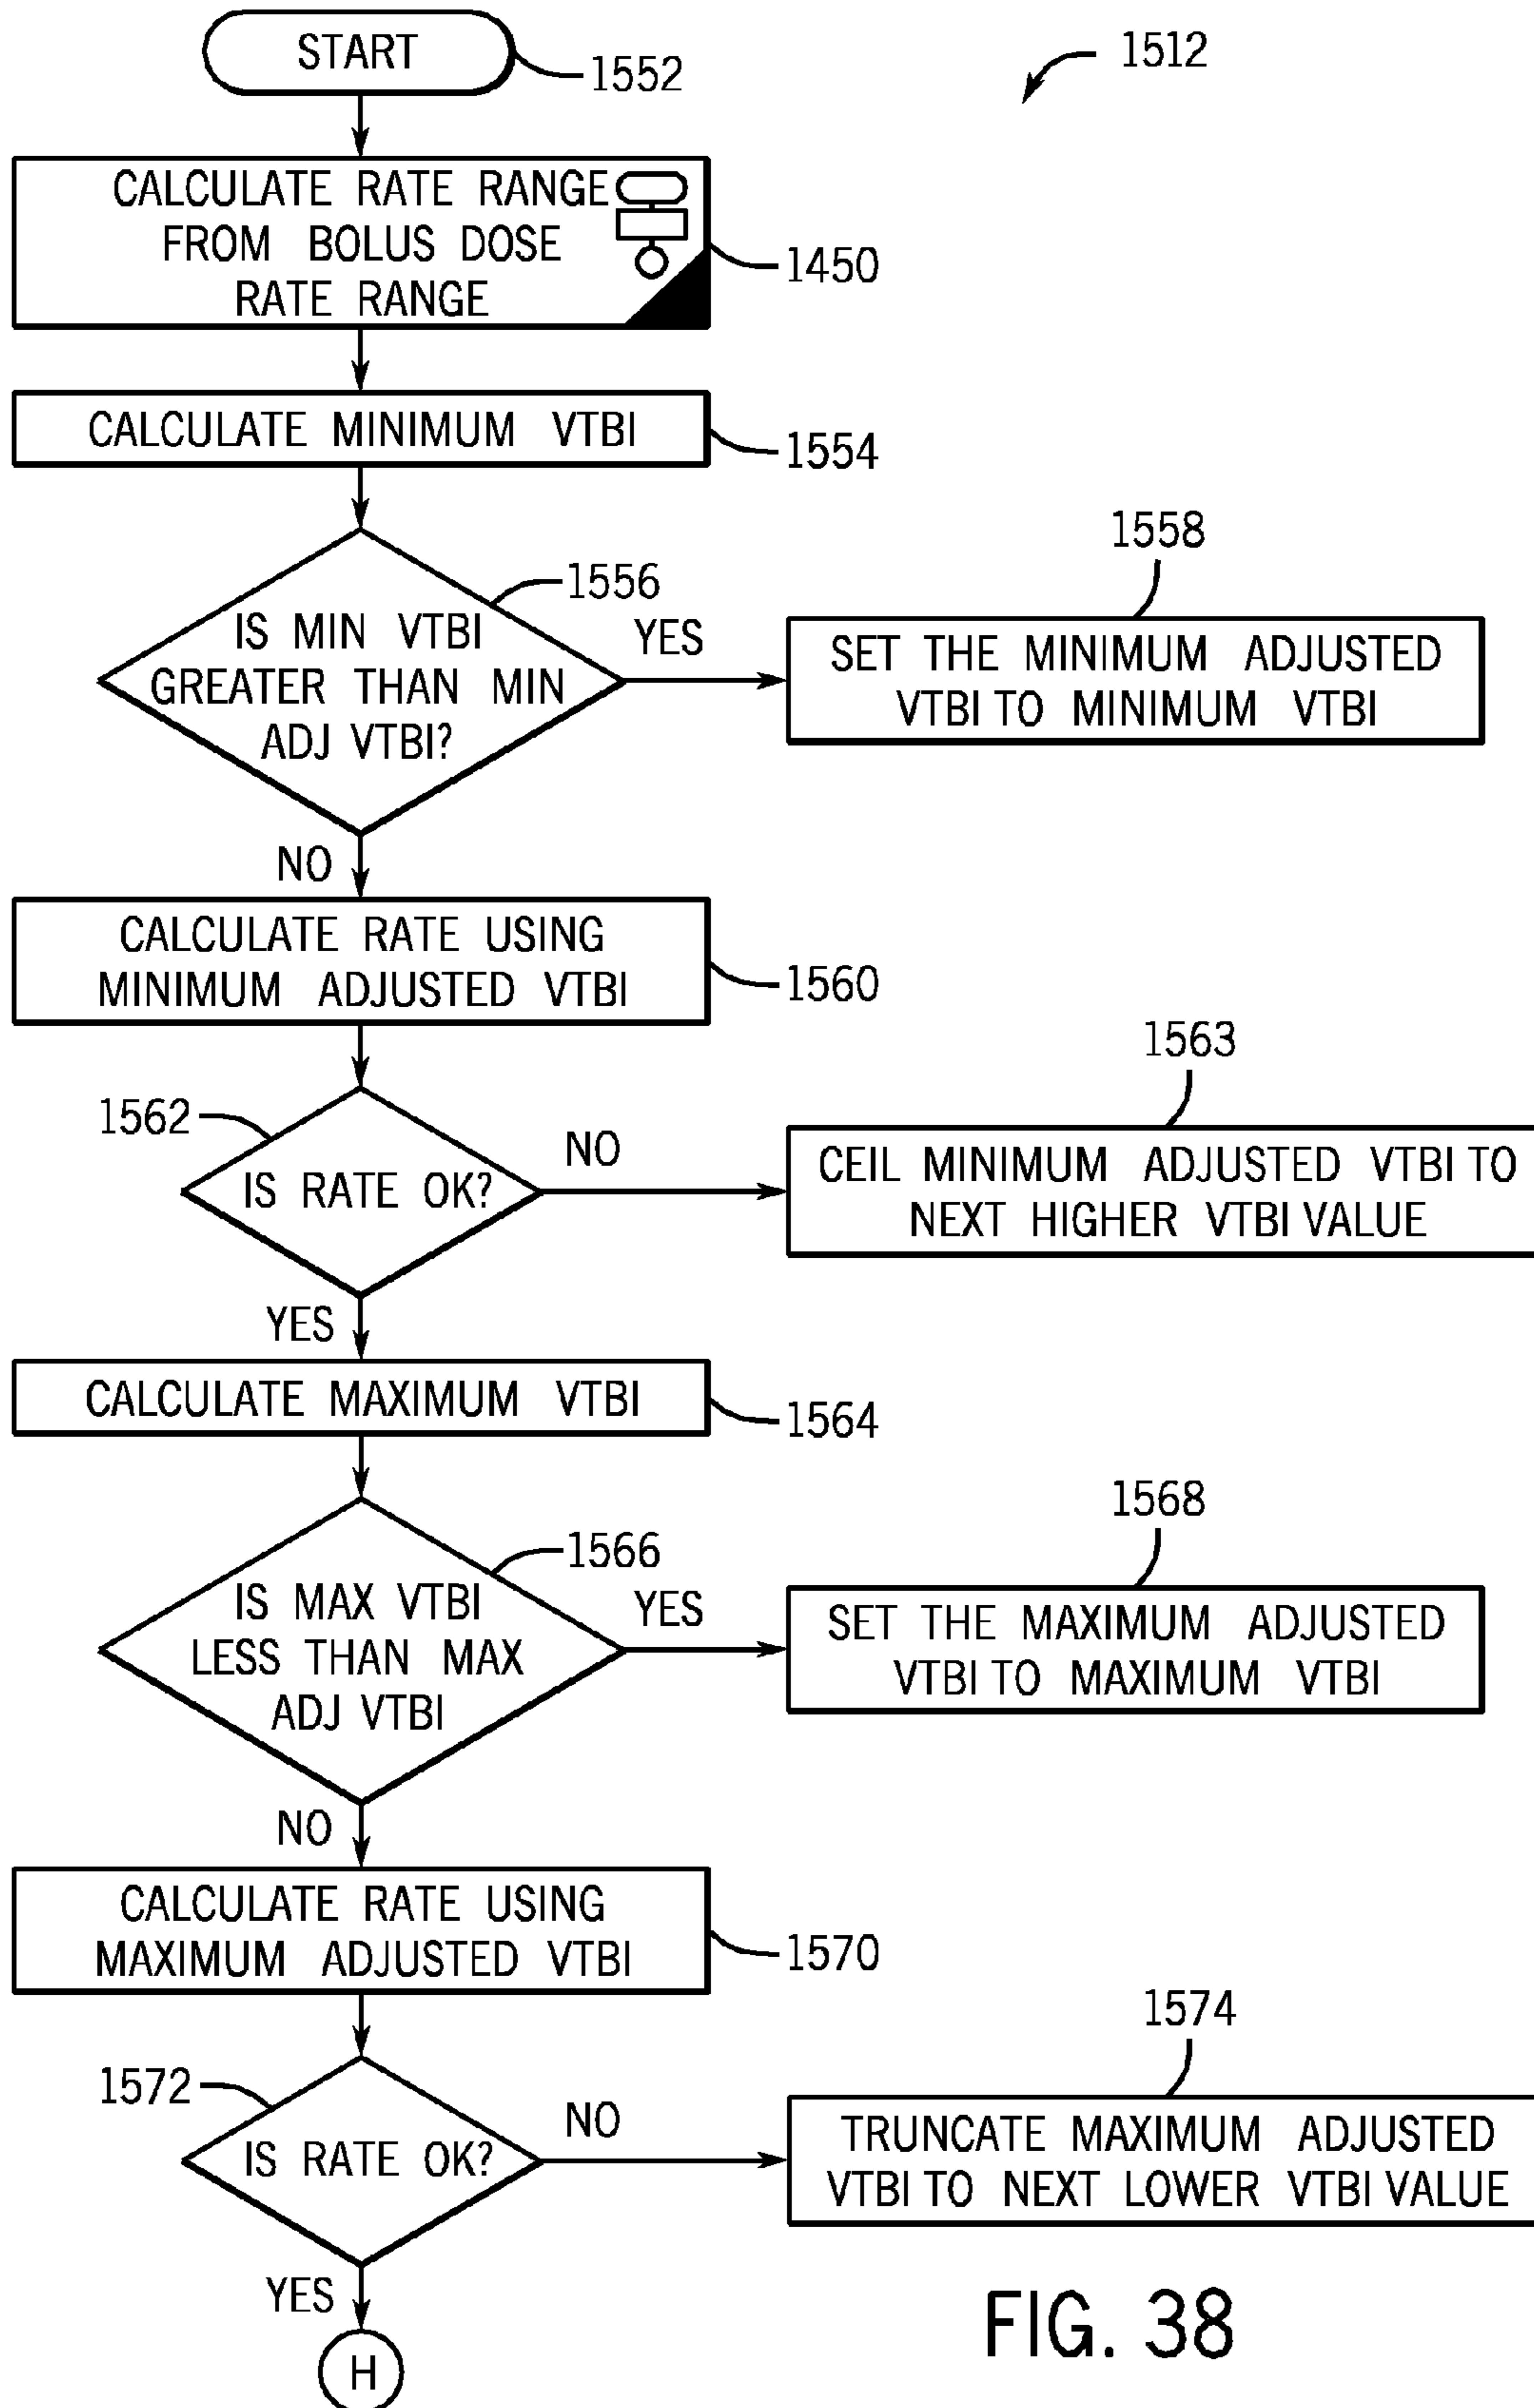 START
1552
1512
CALCULATE RATE RANGE
FROM BOLUS DOSE
RATE RANGE
1450
CALCULATE MINIMUM VTBI
1554
1556
IS MIN VTBI
GREATER THAN MIN
ADJ VTBI?
YES
1558
SET THE MINIMUM ADJUSTED
VTBI TO MINIMUM VTBI
NO
CALCULATE RATE USING
MINIMUM ADJUSTED VTBI
1560
1562
IS RATE OK?
NO
1563
CEIL MINIMUM ADJUSTED VTBI TO
NEXT HIGHER VTBI VALUE
YES
CALCULATE MAXIMUM VTBI
1564
1566
IS MAX VTBI
LESS THAN MAX
ADJ VTBI
YES
1568
SET THE MAXIMUM ADJUSTED
VTBI TO MAXIMUM VTBI
NO
CALCULATE RATE USING
MAXIMUM ADJUSTED VTBI
1570
1572
IS RATE OK?
NO
1574
TRUNCATE MAXIMUM ADJUSTED
VTBI TO NEXT LOWER VTBI VALUE
YES
H
FIG. 38